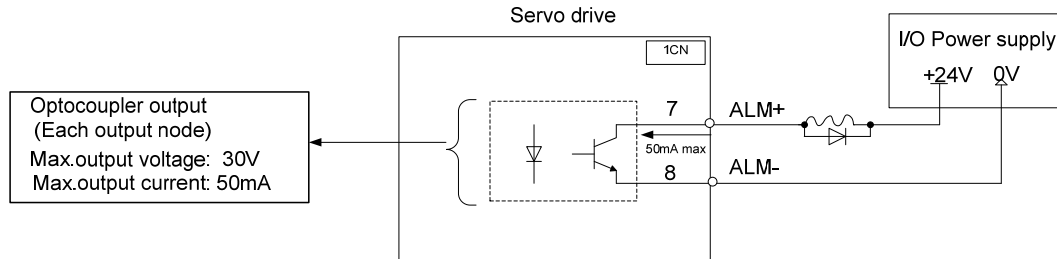 Servo drive
1CN
I/O Power supply
+24V 0V
Optocoupler output
(Each output node)
Max.output voltage: 30V
Max.output current: 50mA
7 ALM+
50mA max
8 ALM-